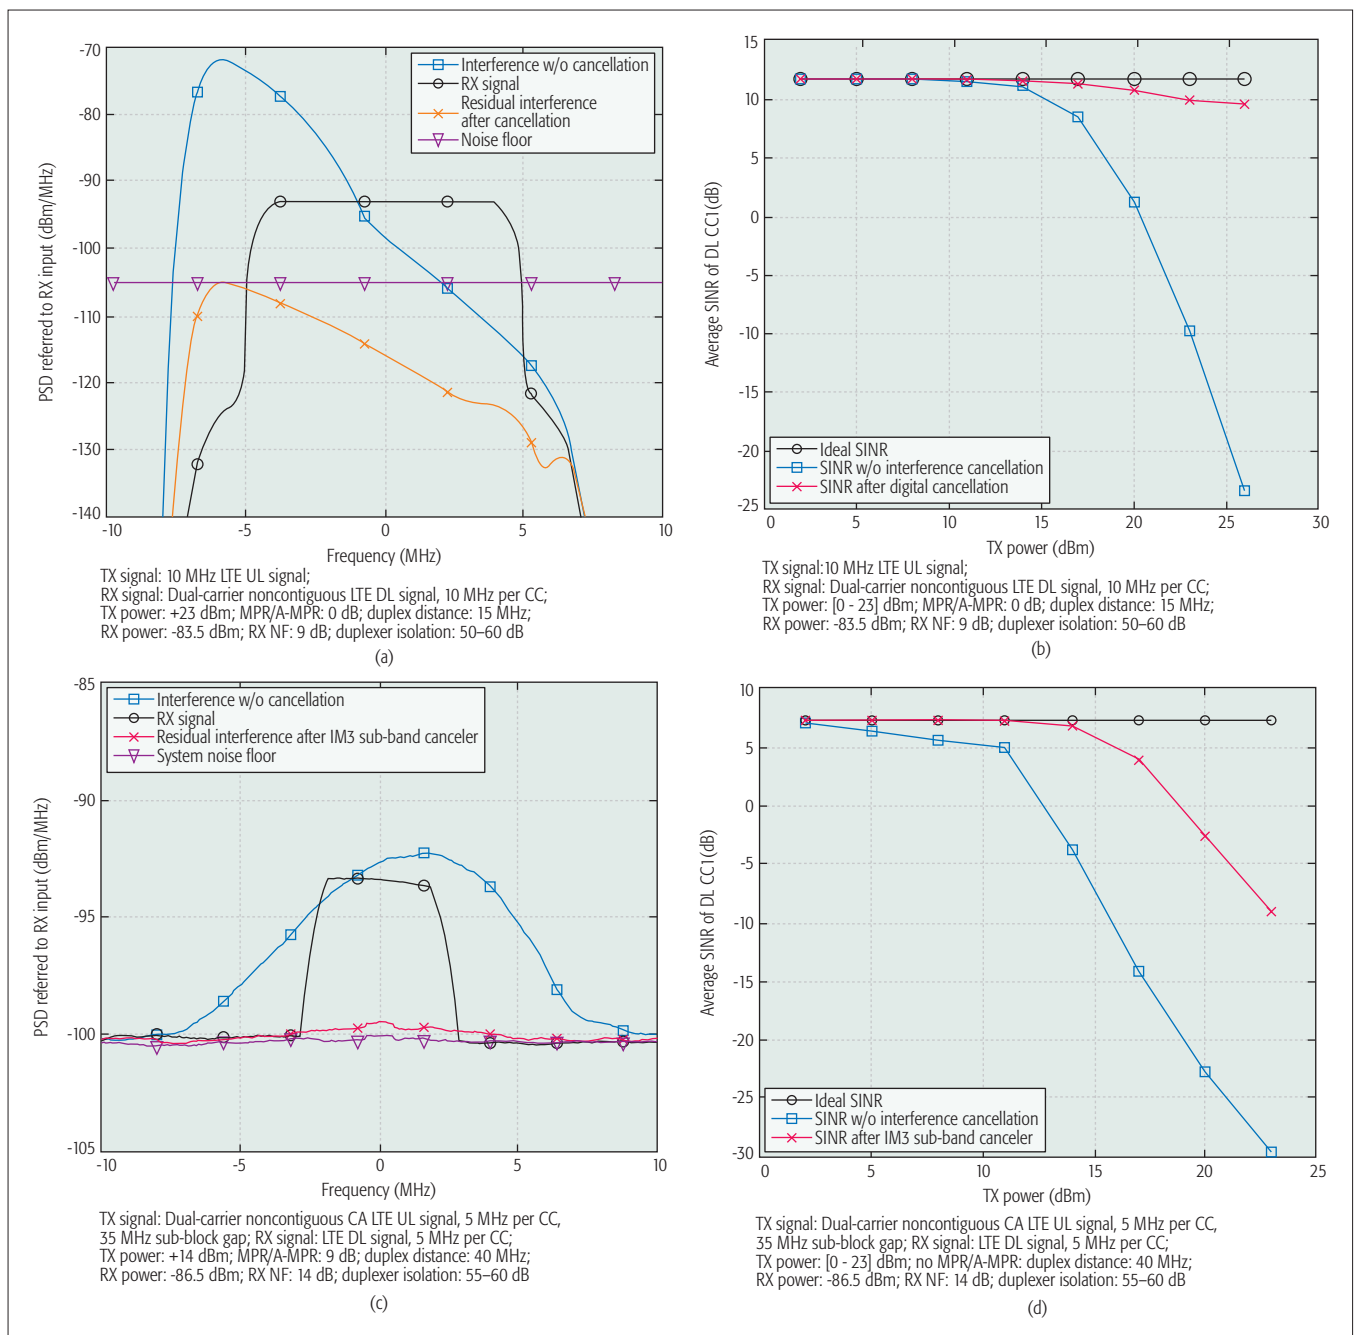 -70
-80
-90
-100
-110
-120
-130
-140
-10
-5
0
5
10
PSD referred to RX input (dBm/MHz)
Frequency (MHz)
Interference w/o cancellation
RX signal
Residual interference
after cancellation
Noise floor
TX signal: 10 MHz LTE UL signal;
RX signal: Dual-carrier noncontiguous LTE DL signal, 10 MHz per CC;
TX power: +23 dBm; MPR/A-MPR: 0 dB; duplex distance: 15 MHz;
RX power: -83.5 dBm; RX NF: 9 dB; duplexer isolation: 50–60 dB
(a)
15
10
5
0
-5
-10
-15
-20
-25
0
5
10
15
20
25
30
Average SINR of DL CC1(dB)
TX power (dBm)
Ideal SINR
SINR w/o interference cancellation
SINR after digital cancellation
TX signal:10 MHz LTE UL signal;
RX signal: Dual-carrier noncontiguous LTE DL signal, 10 MHz per CC;
TX power: [0 - 23] dBm; MPR/A-MPR: 0 dB; duplex distance: 15 MHz;
RX power: -83.5 dBm; RX NF: 9 dB; duplexer isolation: 50–60 dB
(b)
-85
-90
-95
-100
-105
-10
-5
0
5
10
PSD referred to RX input (dBm/MHz)
Frequency (MHz)
Interference w/o cancellation
RX signal
Residual interference after IM3 sub-band canceler
System noise floor
TX signal: Dual-carrier noncontiguous CA LTE UL signal, 5 MHz per CC,
35 MHz sub-block gap; RX signal: LTE DL signal, 5 MHz per CC;
TX power: +14 dBm; MPR/A-MPR: 9 dB; duplex distance: 40 MHz;
RX power: -86.5 dBm; RX NF: 14 dB; duplexer isolation: 55–60 dB
(c)
10
5
0
-5
-10
-15
-20
-25
-30
0
5
10
15
20
25
Average SINR of DL CC1(dB)
TX power (dBm)
Ideal SINR
SINR w/o interference cancellation
SINR after IM3 sub-band canceler
TX signal: Dual-carrier noncontiguous CA LTE UL signal, 5 MHz per CC,
35 MHz sub-block gap; RX signal: LTE DL signal, 5 MHz per CC;
TX power: [0 - 23] dBm; no MPR/A-MPR: duplex distance: 40 MHz;
RX power: -86.5 dBm; RX NF: 14 dB; duplexer isolation: 55–60 dB
(d)